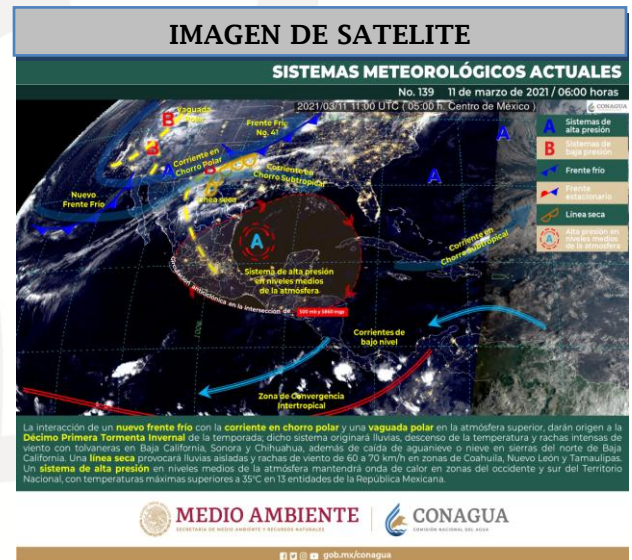 IMAGEN DE SATELITE
SISTEMAS METEOROLÓGICOS ACTUALES
No. 139 11 de marzo de 2021 / 06:00 horas
2021/03/11 11:00 UTC ( 05:00 h. Centro de México )
CONAGUA
A Sistemas de
alta presión
B Sistemas de
baja presión
Frente frío
Frente
estacionario
Línea seca
A Alta presión en
niveles medios
de la atmósfera
B
Vaguada
Polar
B
Frente Frío
No. 41
Corriente en
Chorro Polar
A
B
Corriente en
Chorro Subtropical
A
A
Nuevo
Frente Frío
Línea seca
A
Sistema de alta presión
en niveles medios
de la atmósfera
Corriente en
Chorro Subtropical
Circulación anticiclónica en la intersección de
500 mb y 5860 mgp
Corrientes de
bajo nivel
Zona de Convergencia
Intertropical
La interacción de un nuevo frente frío con la corriente en chorro polar y una vaguada polar en la atmósfera superior, darán origen a la
Décimo Primera Tormenta Invernal de la temporada; dicho sistema originará lluvias, descenso de la temperatura y rachas intensas de
viento con tolvaneras en Baja California, Sonora y Chihuahua, además de caída de aguanieve o nieve en sierras del norte de Baja
California. Una línea seca provocará lluvias aisladas y rachas de viento de 60 a 70 km/h en zonas de Coahuila, Nuevo León y Tamaulipas.
Un sistema de alta presión en niveles medios de la atmósfera mantendrá onda de calor en zonas del occidente y sur del Territorio
Nacional, con temperaturas máximas superiores a 35°C en 13 entidades de la República Mexicana.
MEDIO AMBIENTE
SECRETARÍA DE MEDIO AMBIENTE Y RECURSOS NATURALES
CONAGUA
COMISIÓN NACIONAL DEL AGUA
gob.mx/conagua